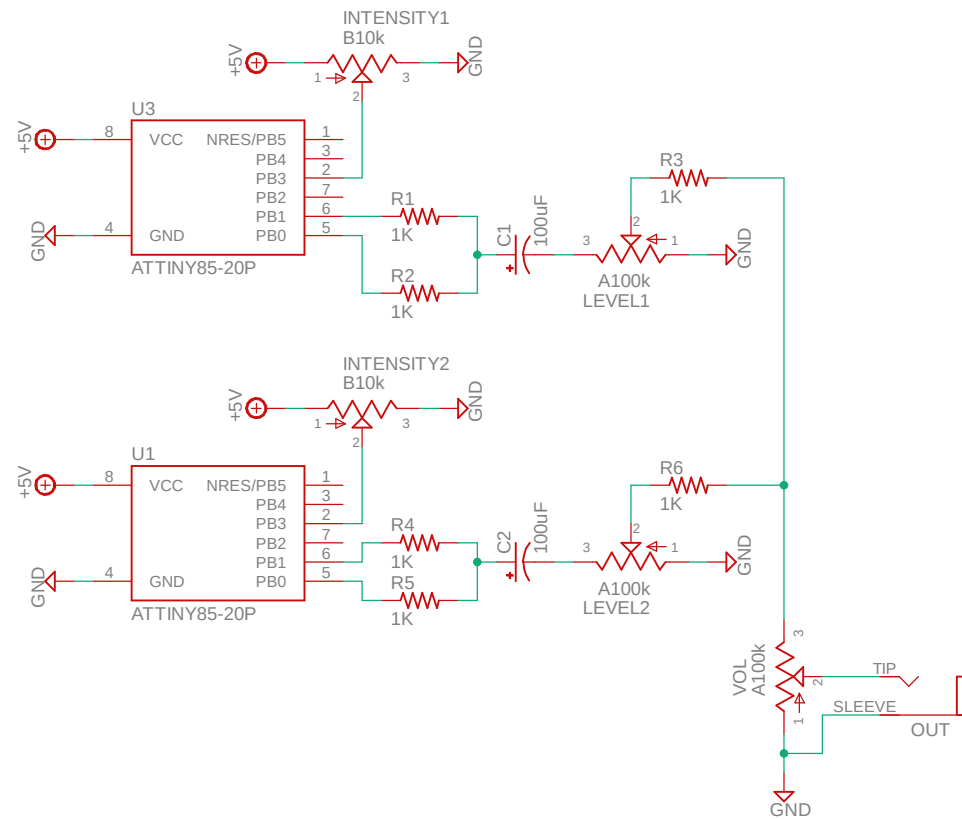 INTENSITY1
B10k
+5V
GND
1
3
2
U3
+5V
8
VCC
NRES/PB5
1
PB4
3
PB3
2
PB2
7
PB1
6
GND
4
GND
PB0
5
ATTINY85-20P
R1
1K
R2
1K
C1
100uF
R3
1K
2
3
1
GND
A100k
LEVEL1
INTENSITY2
B10k
+5V
GND
1
3
2
U1
+5V
8
VCC
NRES/PB5
1
PB4
3
PB3
2
PB2
7
PB1
6
GND
4
GND
PB0
5
ATTINY85-20P
R4
1K
R5
1K
C2
100uF
R6
1K
2
3
1
GND
A100k
LEVEL2
3
VOL
A100k
2
1
TIP
SLEEVE
OUT
GND